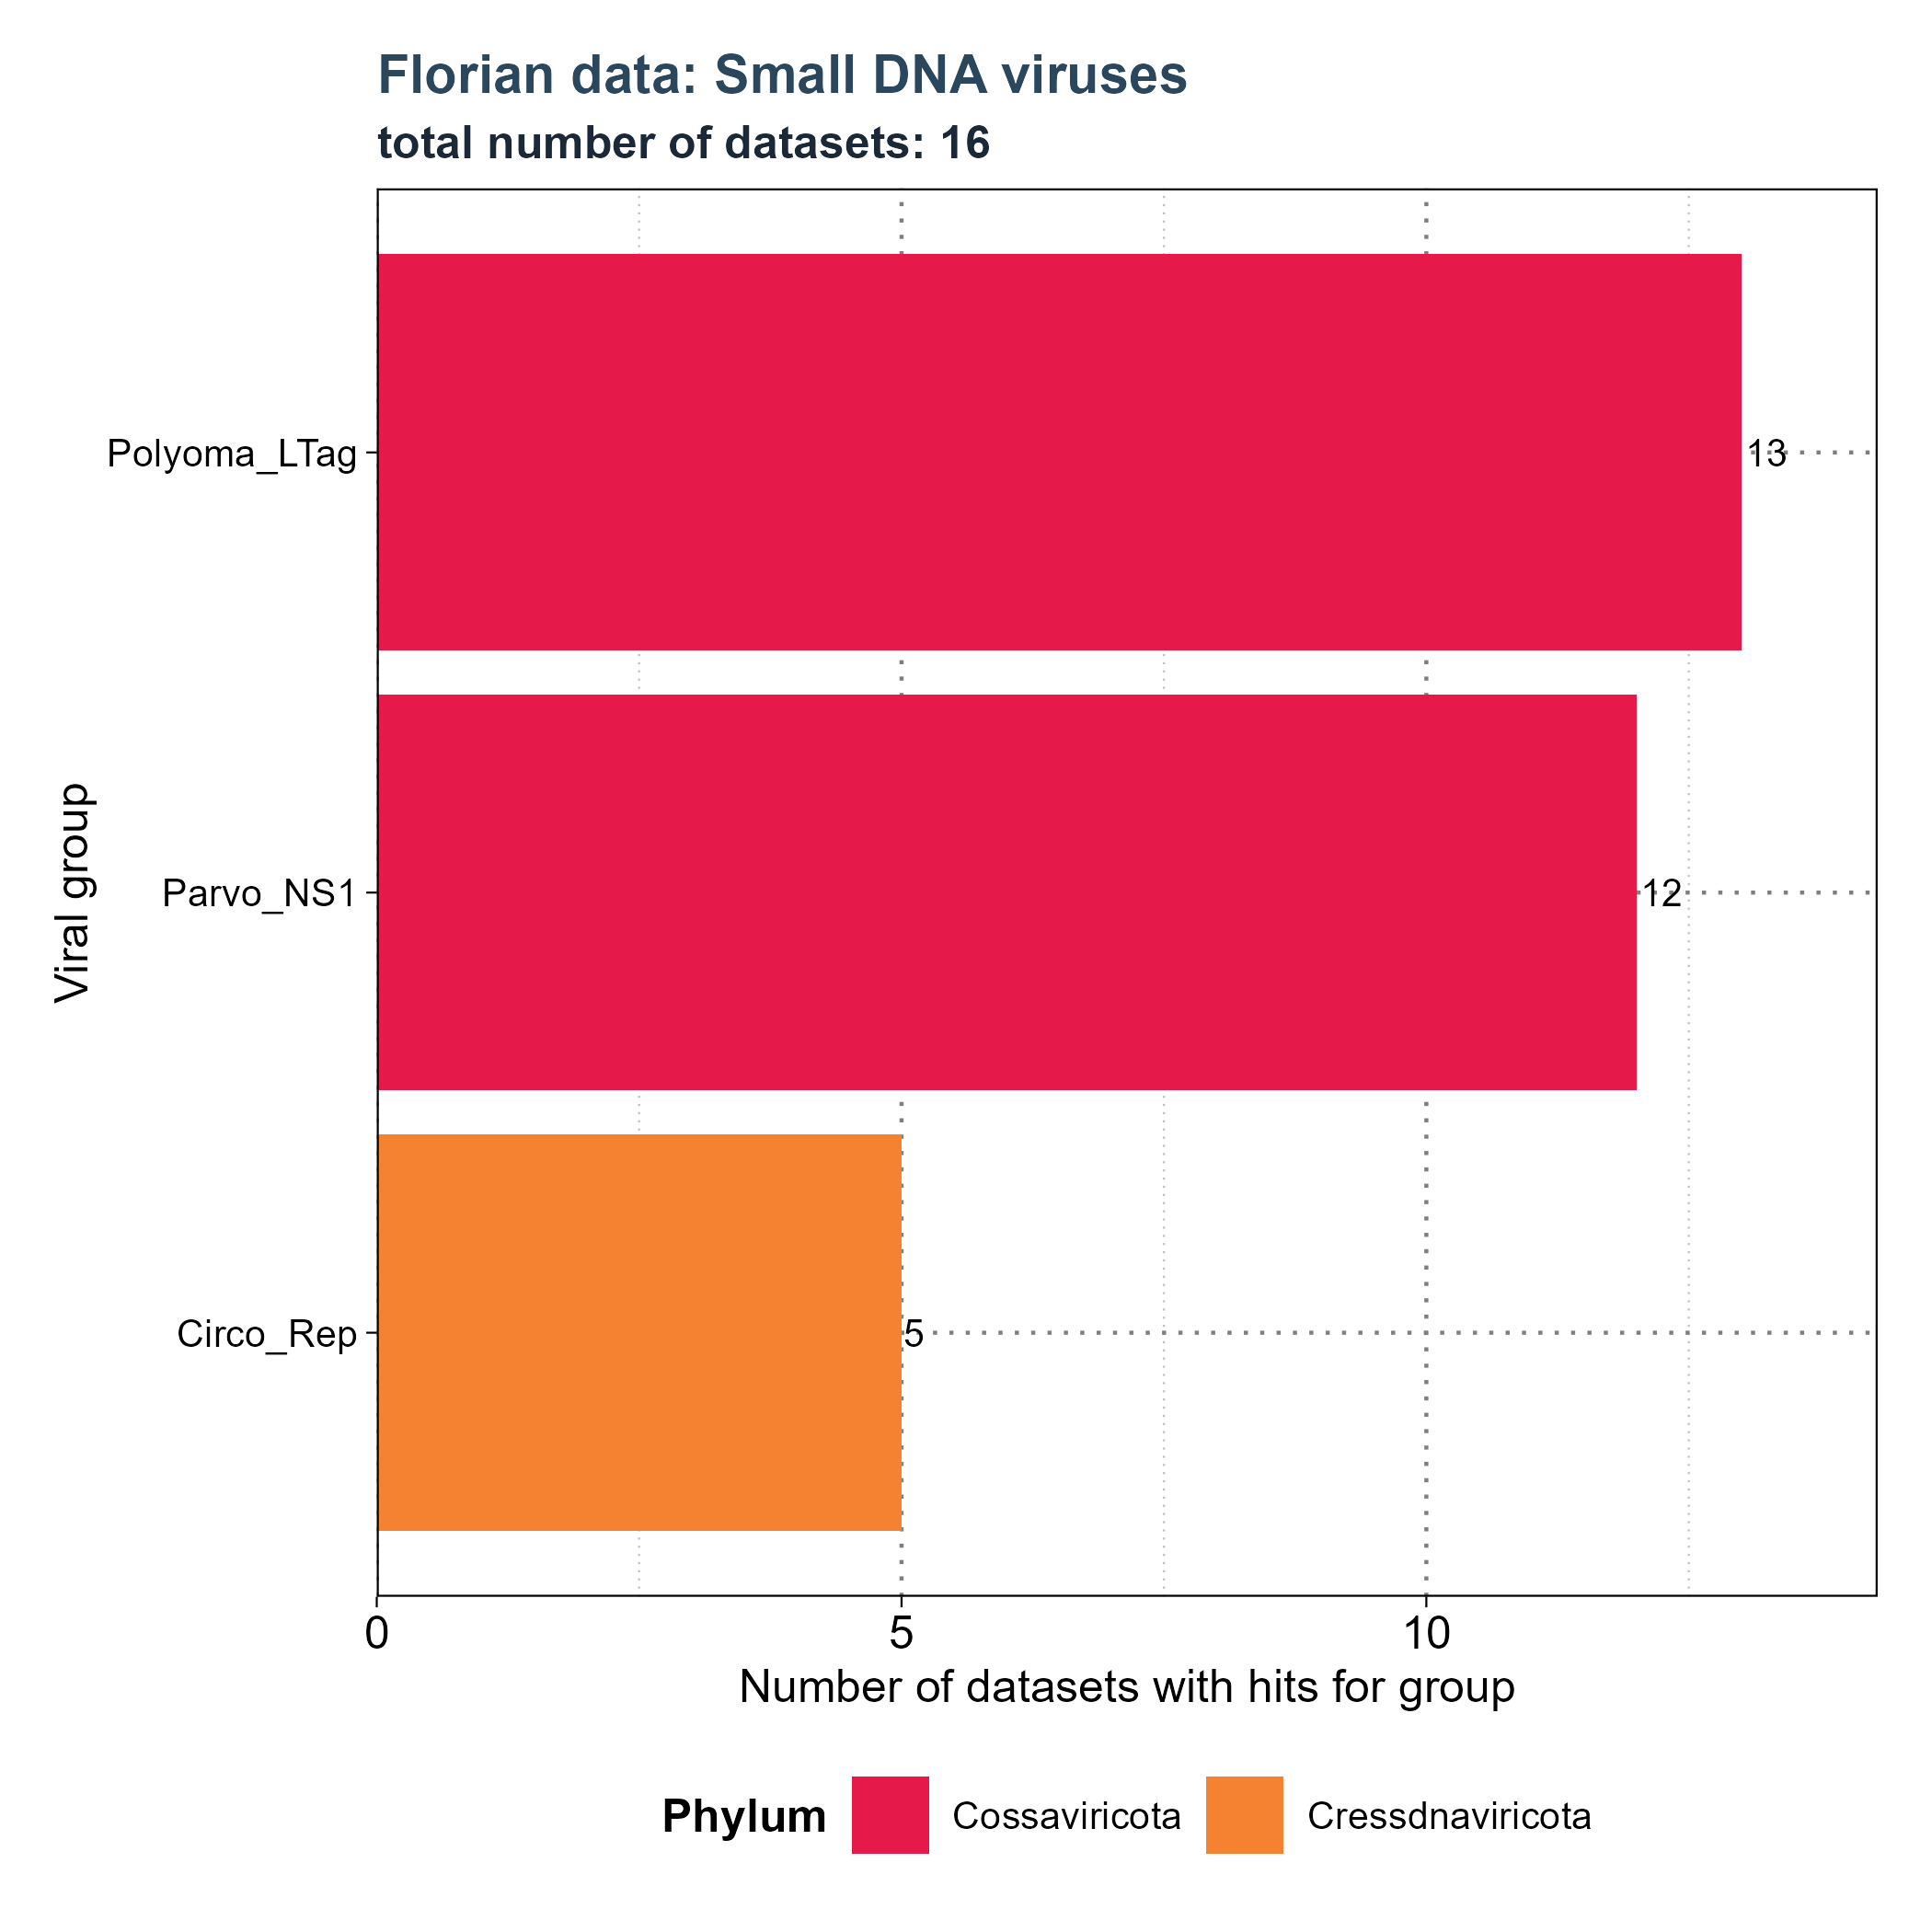 Florian data: Small DNA viruses
total number of datasets: 16
Viral group
Polyoma_LTag
13
Parvo_NS1
12
Circo_Rep
5
0 5 10
Number of datasets with hits for group
Phylum Cossaviricota Cressdnaviricota